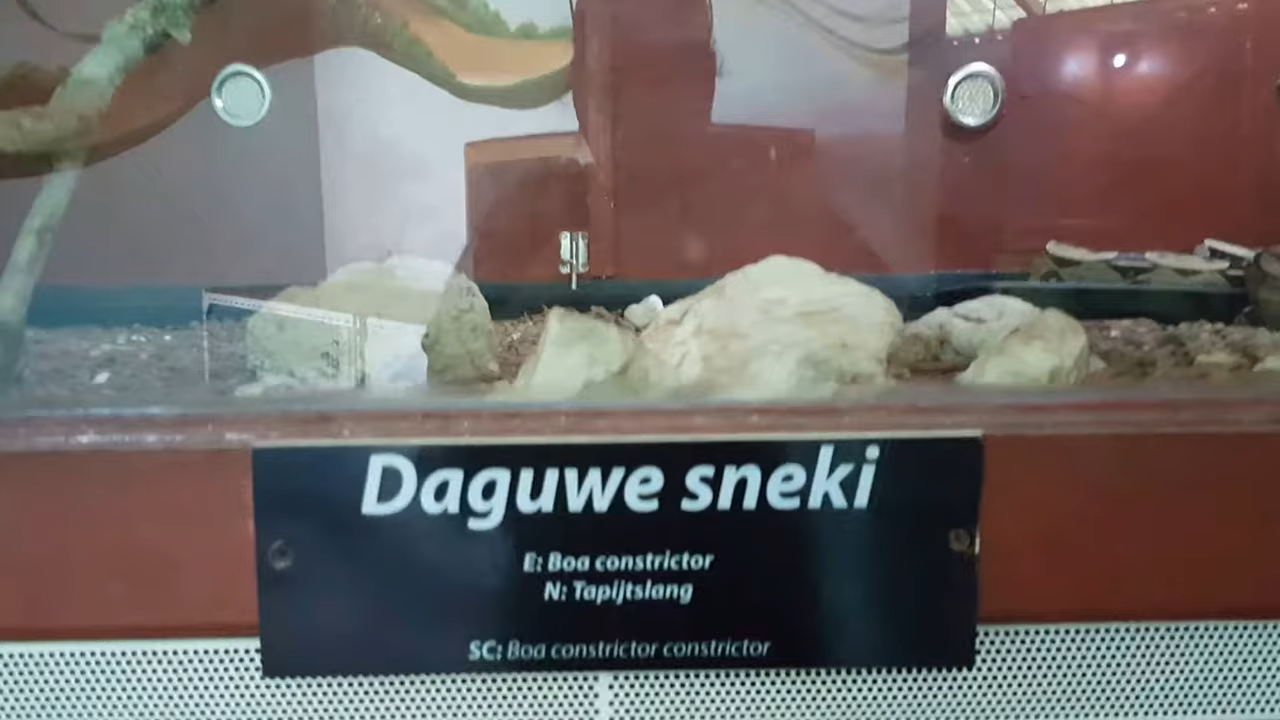 Daguwe sneki
E: Boa constrictor
N: Tapijtslang
SC: Boa constrictor constrictor